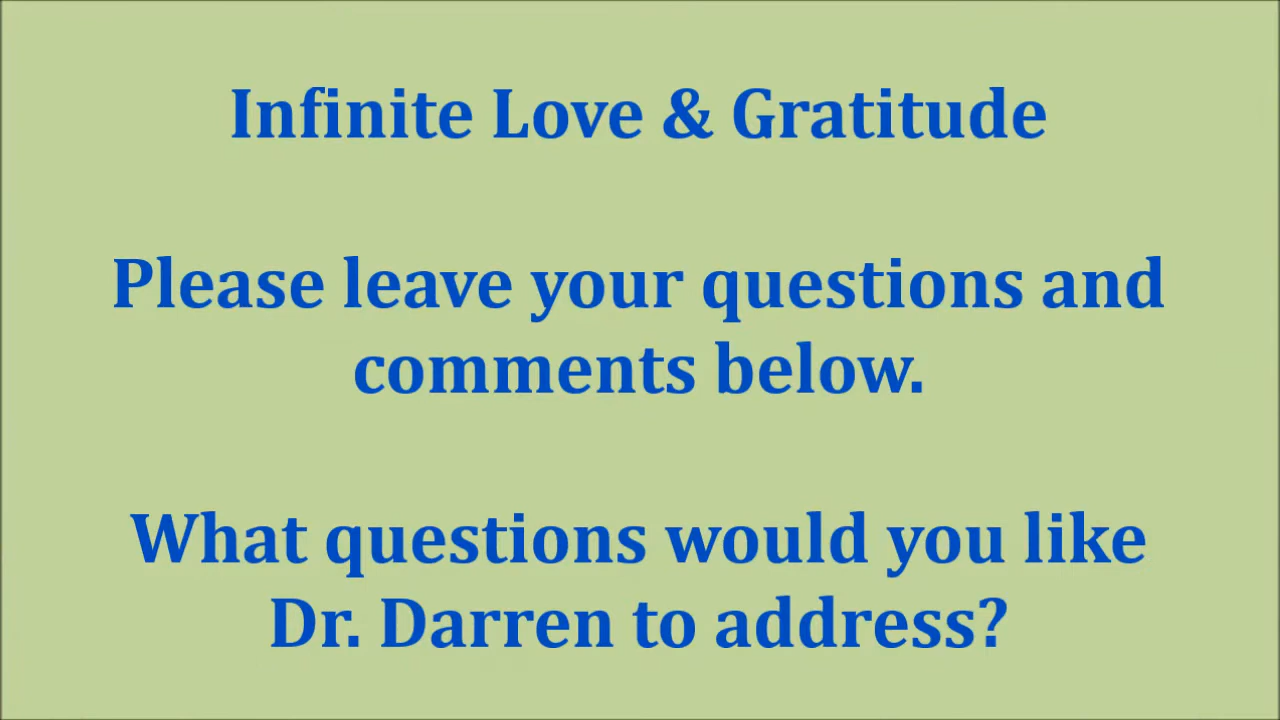 Infinite Love & Gratitude
Please leave your questions and
comments below.
What questions would you like
Dr. Darren to address?